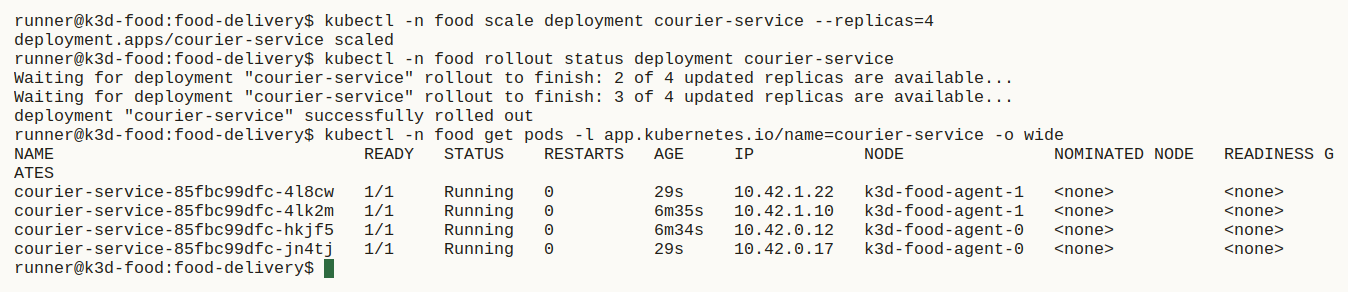 runner@k3d-food:food-delivery$ kubectl -n food scale deployment courier-service --replicas=4
deployment.apps/courier-service scaled
runner@k3d-food:food-delivery$ kubectl -n food rollout status deployment courier-service
Waiting for deployment "courier-service" rollout to finish: 2 of 4 updated replicas are available...
Waiting for deployment "courier-service" rollout to finish: 3 of 4 updated replicas are available...
deployment "courier-service" successfully rolled out
runner@k3d-food:food-delivery$ kubectl -n food get pods -l app.kubernetes.io/name=courier-service -o wide
NAME                               READY   STATUS    RESTARTS   AGE     IP           NODE               NOMINATED NODE   READINESS G
ATES
courier-service-85fbc99dfc-4l8cw   1/1     Running   0          29s     10.42.1.22   k3d-food-agent-1   <none>           <none>
courier-service-85fbc99dfc-4lk2m   1/1     Running   0          6m35s   10.42.1.10   k3d-food-agent-1   <none>           <none>
courier-service-85fbc99dfc-hkjf5   1/1     Running   0          6m34s   10.42.0.12   k3d-food-agent-0   <none>           <none>
courier-service-85fbc99dfc-jn4tj   1/1     Running   0          29s     10.42.0.17   k3d-food-agent-0   <none>           <none>
runner@k3d-food:food-delivery$